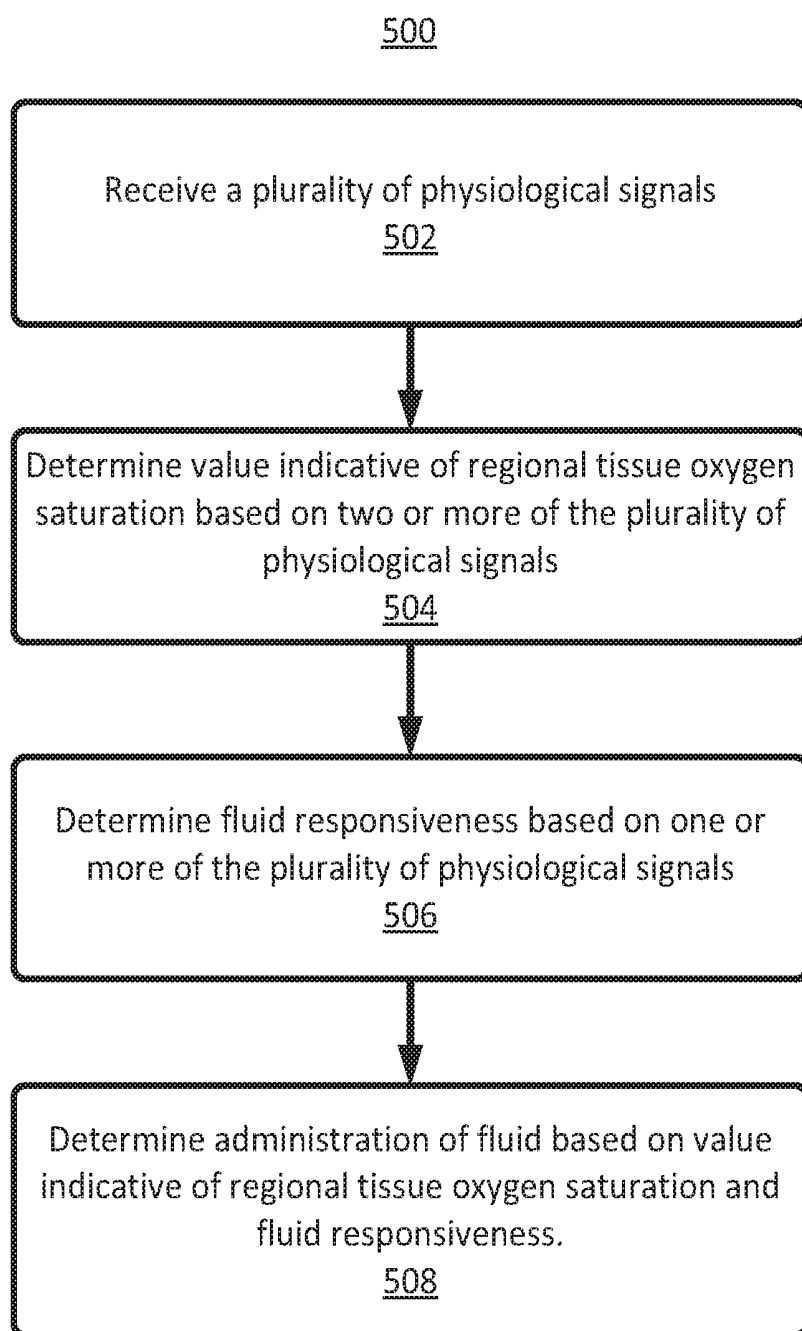 500
Receive a plurality of physiological signals
502
Determine value indicative of regional tissue oxygen
saturation based on two or more of the plurality of
physiological signals
504
Determine fluid responsiveness based on one or
more of the plurality of physiological signals
506
Determine administration of fluid based on value
indicative of regional tissue oxygen saturation and
fluid responsiveness.
508